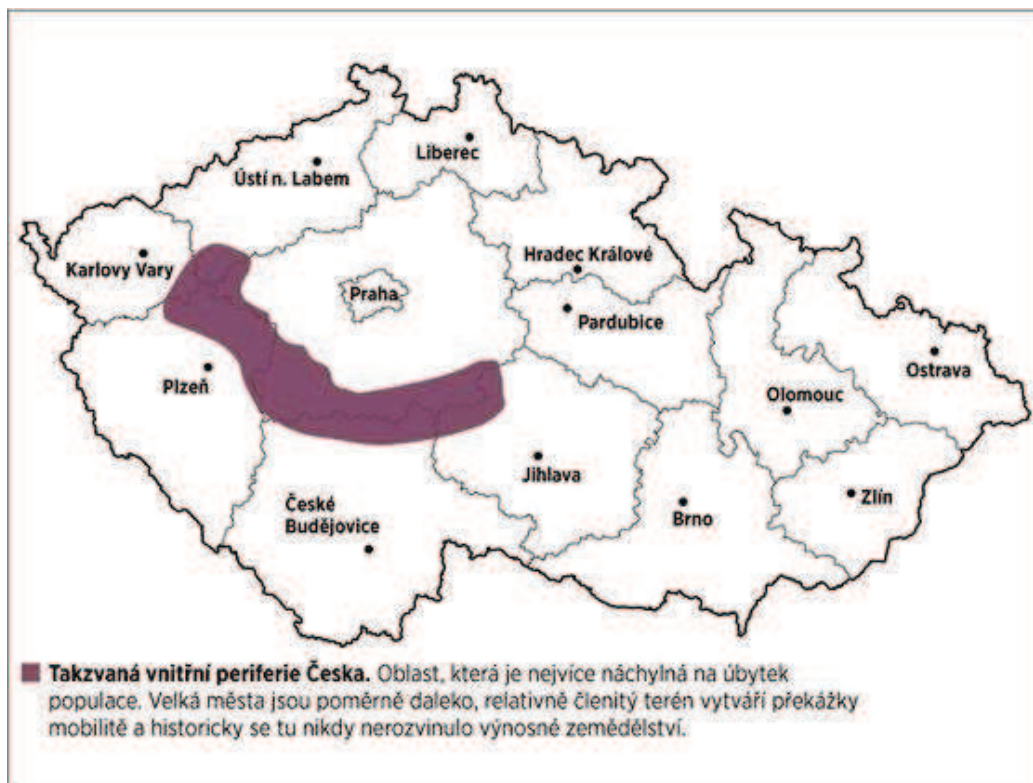 Liberec
Ústí n. Labem
Karlovy Vary
Hradec Králové
Praha
Pardubice
Plzeň
Ostrava
Olomouc
Jihlava
České
Budějovice
Brno
Zlín
Takzvaná vnitřní periferie Česka. Oblast, která je nejvíce náchylná na úbytek
populace. Velká města jsou poměrně daleko, relativně členitý terén vytváří překážky
mobilitě a historicky se tu nikdy nerozvinulo výnosné zemědělství.